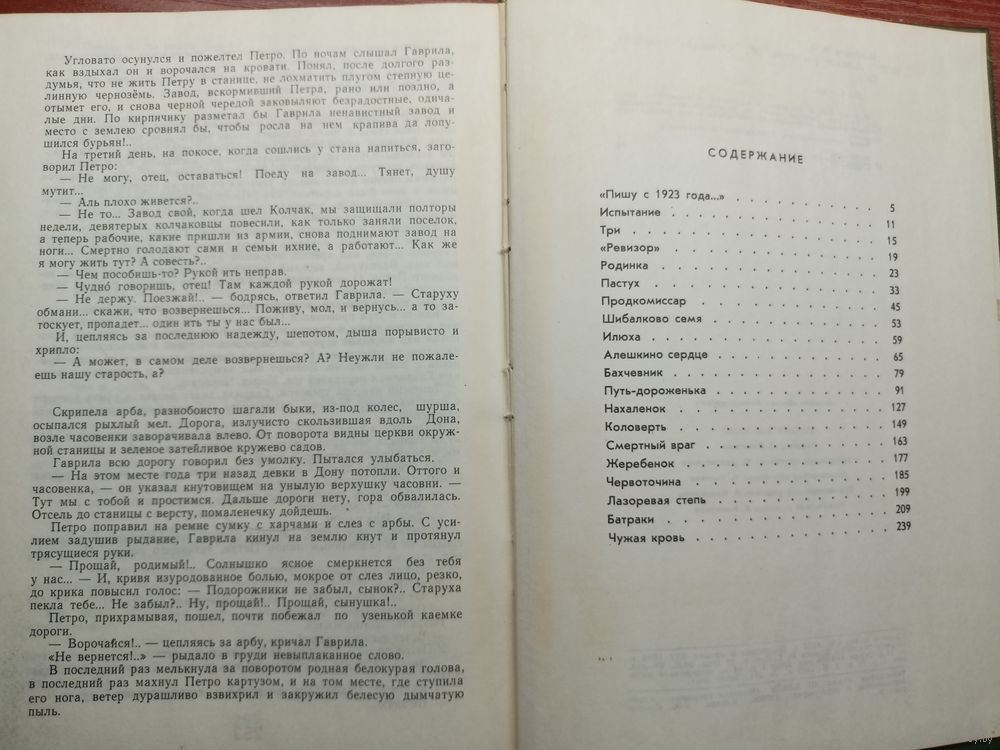 Угловато осунулся и пожелтел Петро. По ночам слышал Гаврила,
как вздыхал он и ворочался на кровати. Понял, после долгого раз-
думья, что не жить Петру в станице, не лохматить плугом степную це-
линную черноземь. Завод, вскормивший Петра, рано или поздно, а
отымет его, и снова черной чередой заковыляют безрадостные, одича-
лые дни. По кирпичику разметал бы Гаврила ненавистный завод и
место с землею сровнял бы, чтобы росла на нем крапива да лопу-
шился бурьян!..
На третий день, на покосе, когда сошлись у стана напиться, заго-
ворил Петро:
— Не могу, отец, оставаться! Поеду на завод... Тянет, душу
мутит...
— Аль плохо живется?..
— Не то... Завод свой, когда шел Колчак, мы защищали полторы
недели, девятерых колчаковцы повесили, как только заняли поселок,
а теперь рабочие, какие пришли из армии, снова поднимают завод на
ноги... Смертно голодают сами и семьи ихние, а работают... Как же
я могу жить тут? А совесть?..
— Чем пособишь-то? Рукой ить неправ.
— Чудно́ говоришь, отец! Там каждой рукой дорожат!
— Не держу. Поезжай!.. — бодрясь, ответил Гаврила. — Старуху
обмани... скажи, что возвернешься... Поживу, мол, и вернусь... а то за-
тоскует, пропадет... один ить ты у нас был...
И, цепляясь за последнюю надежду, шепотом, дыша порывисто и
хрипло:
— А может, в самом деле возвернешься? А? Неужли не пожале-
ешь нашу старость, а?
Скрипела арба, разнобоисто шагали быки, из-под колес, шурша,
осыпался рыхлый мел. Дорога, излучисто скользившая вдоль Дона,
возле часовенки заворачивала влево. От поворота видны церкви окруж-
ной станицы и зеленое затейливое кружево садов.
Гаврила всю дорогу говорил без умолку. Пытался улыбаться.
— На этом месте года три назад девки в Дону потопли. Оттого и
часовенка, — он указал кнутовищем на унылую верхушку часовни. —
Тут мы с тобой и простимся. Дальше дороги нету, гора обвалилась.
Отсель до станицы с версту, помаленечку дойдешь.
Петро поправил на ремне сумку с харчами и слез с арбы. С уси-
лием задушив рыдание, Гаврила кинул на землю кнут и протянул
трясущиеся руки.
— Прощай, родимый!.. Солнышко ясное смеркнется без тебя
у нас... — И, кривя изуродованное болью, мокрое от слез лицо, резко,
до крика повысил голос: — Подорожники не забыл, сынок?.. Старуха
пекла тебе... Не забыл?.. Ну, прощай!.. Прощай, сынушка!..
Петро, прихрамывая, пошел, почти побежал по узенькой каемке
дороги.
— Ворочайся!.. — цепляясь за арбу, кричал Гаврила.
«Не вернется!..» — рыдало в груди невыплаканное слово.
В последний раз мелькнула за поворотом родная белокурая голова,
в последний раз махнул Петро картузом, и на том месте, где ступила
его нога, ветер дурашливо взвихрил и закружил белесую дымчатую
пыль.
СОДЕРЖАНИЕ
«Пишу с 1923 года...» . . . . . . . . . 5
Испытание . . . . . . . . . . . . 11
Три . . . . . . . . . . . . . . 15
«Ревизор» . . . . . . . . . . . . 19
Родинка . . . . . . . . . . . . . 23
Пастух . . . . . . . . . . . . . 33
Продкомиссар . . . . . . . . . . . 45
Шибалково семя . . . . . . . . . . 53
Илюха . . . . . . . . . . . . . 59
Алешкино сердце . . . . . . . . . . 65
Бахчевник . . . . . . . . . . . . 79
Путь-дороженька . . . . . . . . . . 91
Нахаленок . . . . . . . . . . . . 127
Коловерть . . . . . . . . . . . . 149
Смертный враг . . . . . . . . . . . 163
Жеребенок . . . . . . . . . . . . 177
Червоточина . . . . . . . . . . . 185
Лазоревая степь . . . . . . . . . . 199
Батраки . . . . . . . . . . . . . 209
Чужая кровь . . . . . . . . . . . 239